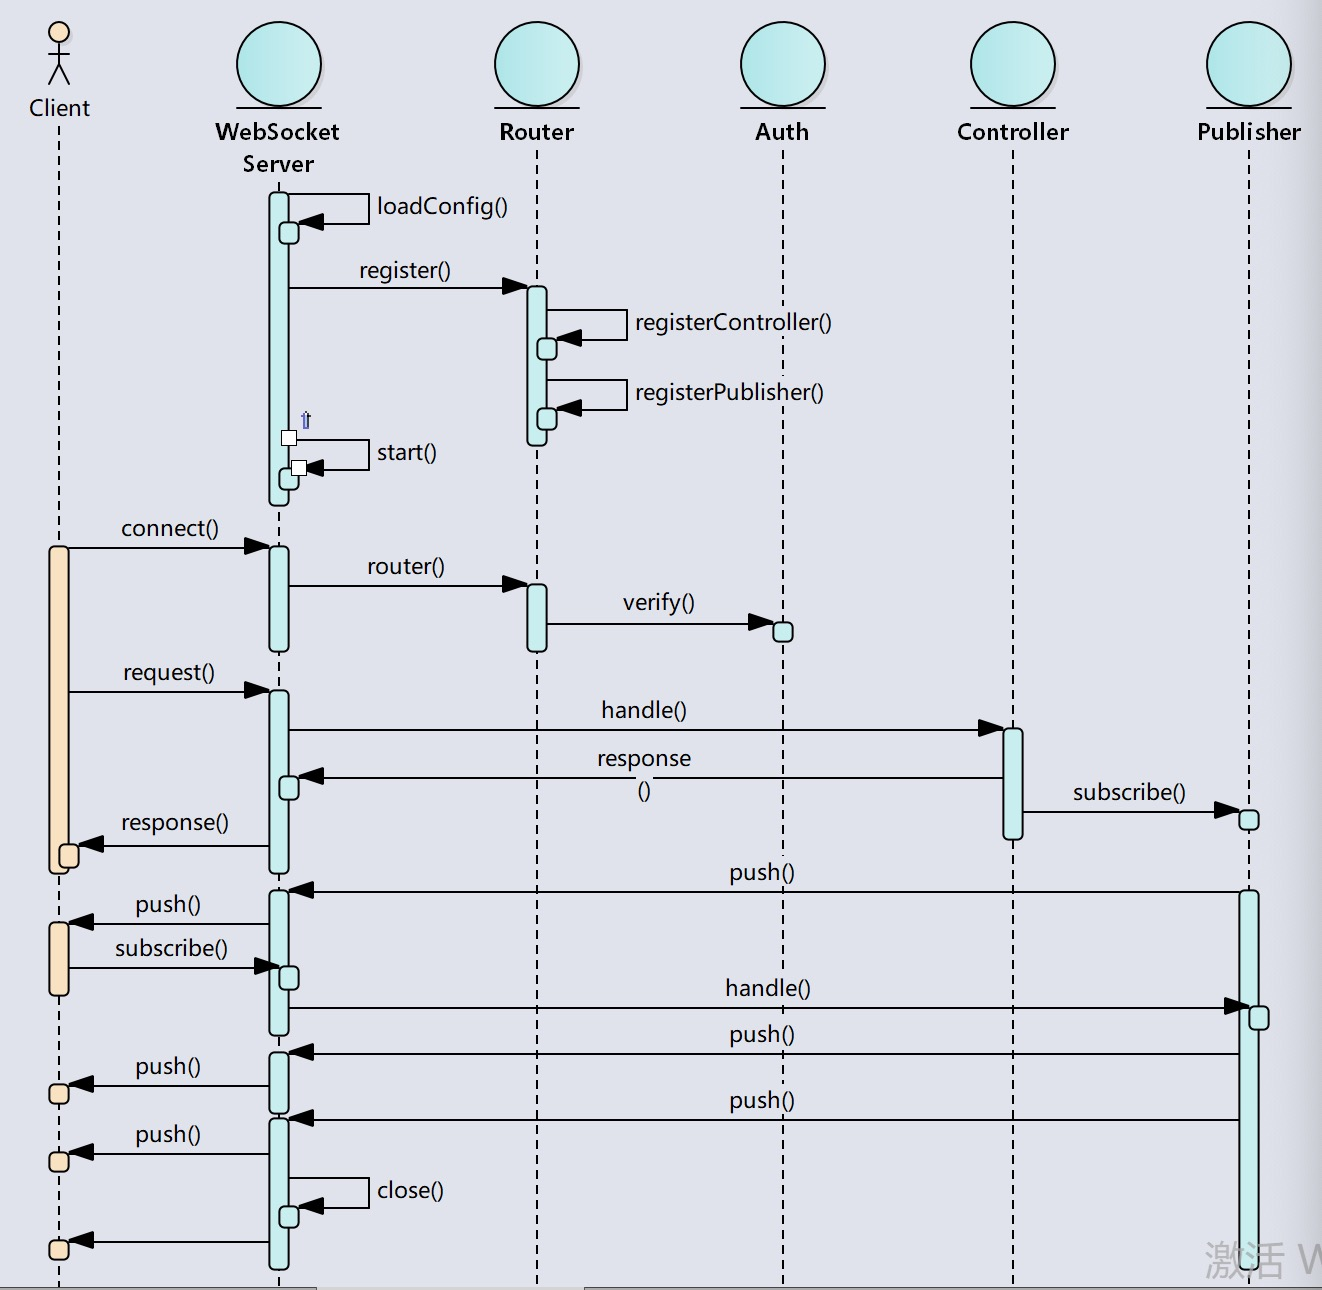 Client
WebSocket
Server
Router
Auth
Controller
Publisher
loadConfig()
register()
registerController()
registerPublisher()
start()
connect()
router()
verify()
request()
handle()
response
()
subscribe()
response()
push()
push()
subscribe()
handle()
push()
push()
push()
push()
close()
激活 W